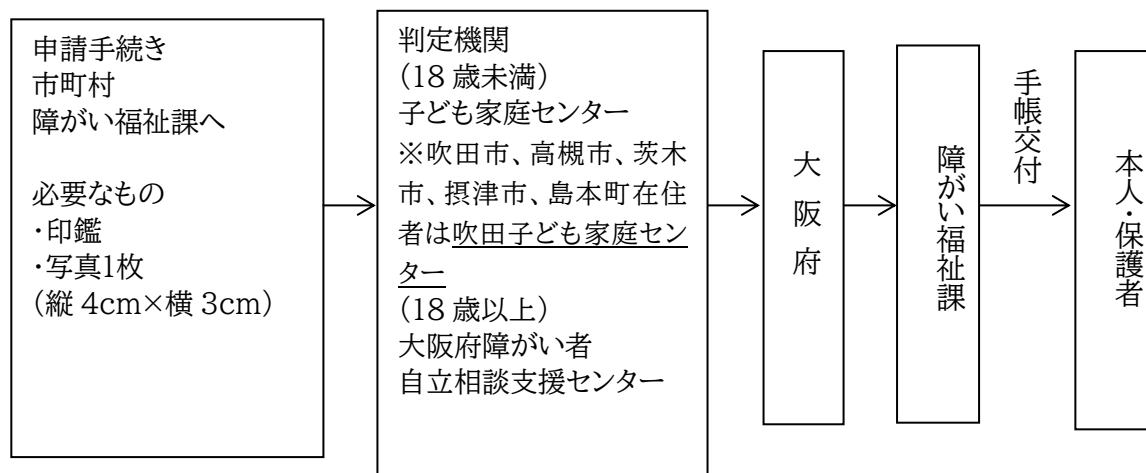 申請手続き
市町村
障がい福祉課へ
必要なもの
・印鑑
・写真1枚
(縦 4cm×横 3cm)
判定機関
(18 歳未満)
子ども家庭センター
※吹田市、高槻市、茨木
市、摂津市、島本町在住
者は吹田子ども家庭セン
ター
(18 歳以上)
大阪府障がい者
自立相談支援センター
大阪府
障がい福祉課
手帳交付
本人・保護者